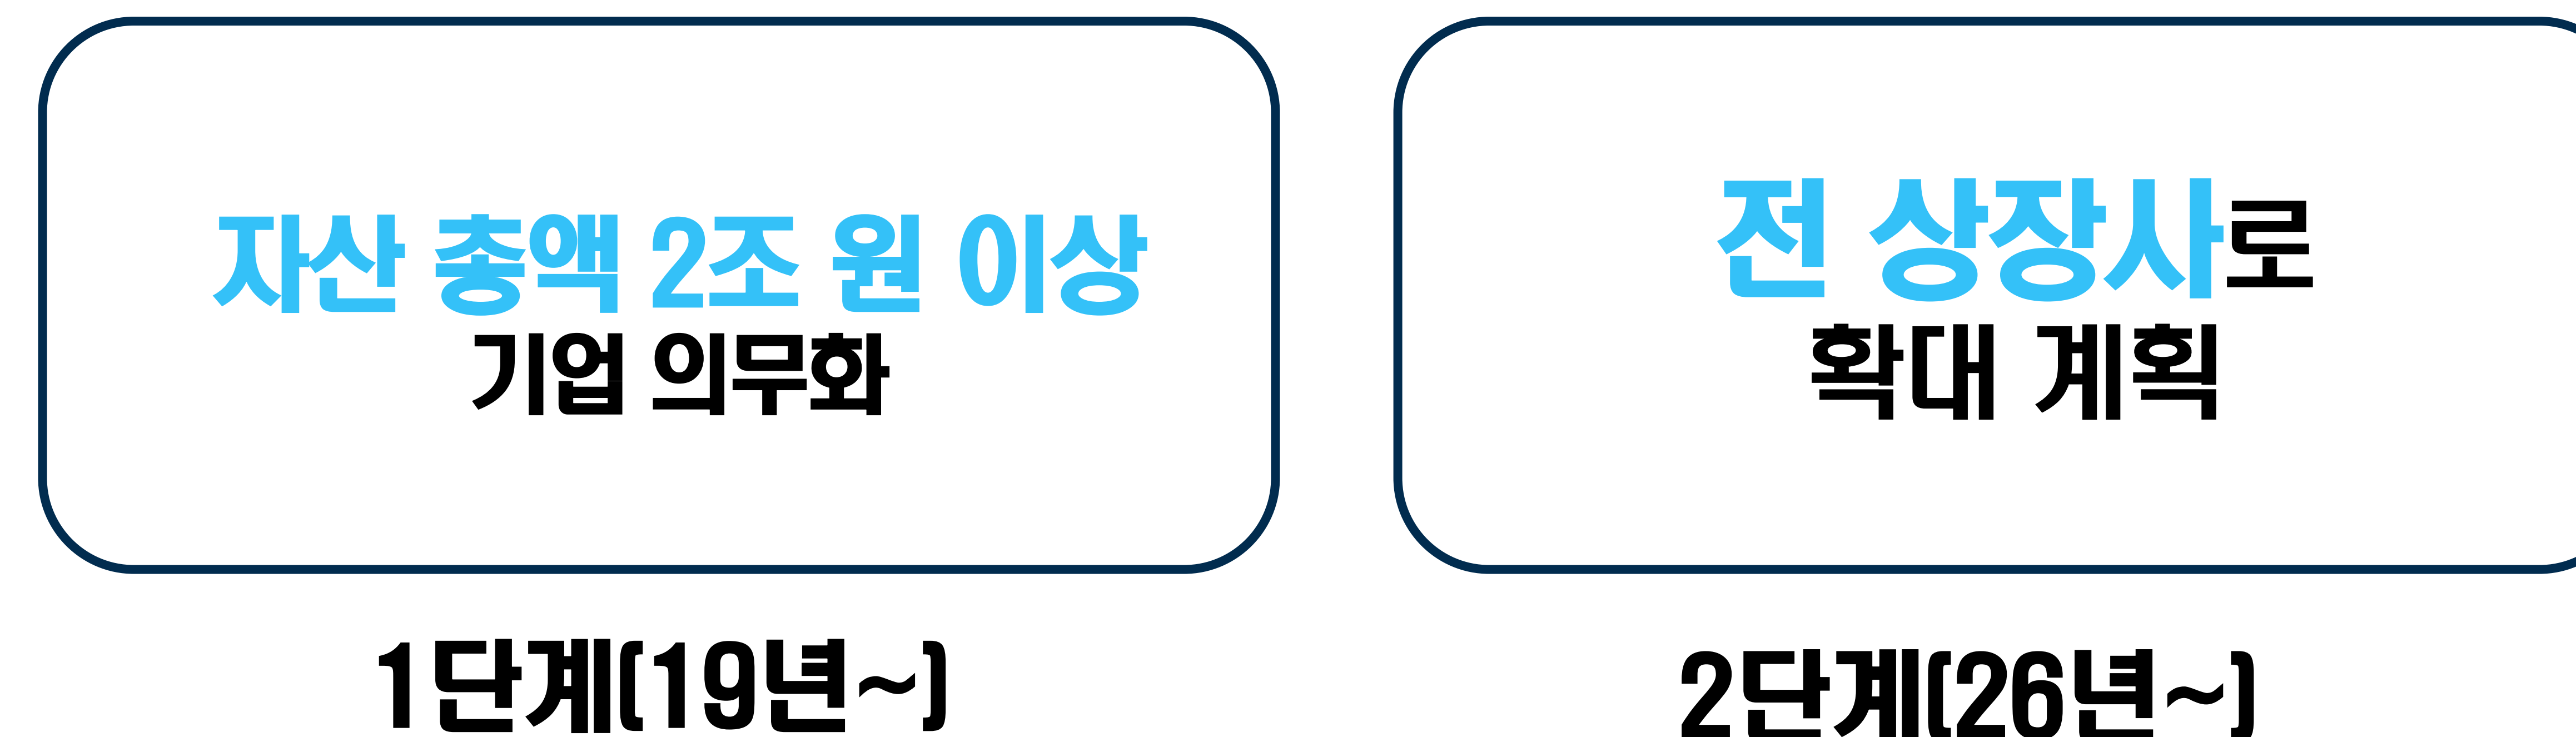 자산 총액 2조 원 이상
기업 의무화
1단계(19년~)
전 상장사로
확대 계획
2단계(26년~)